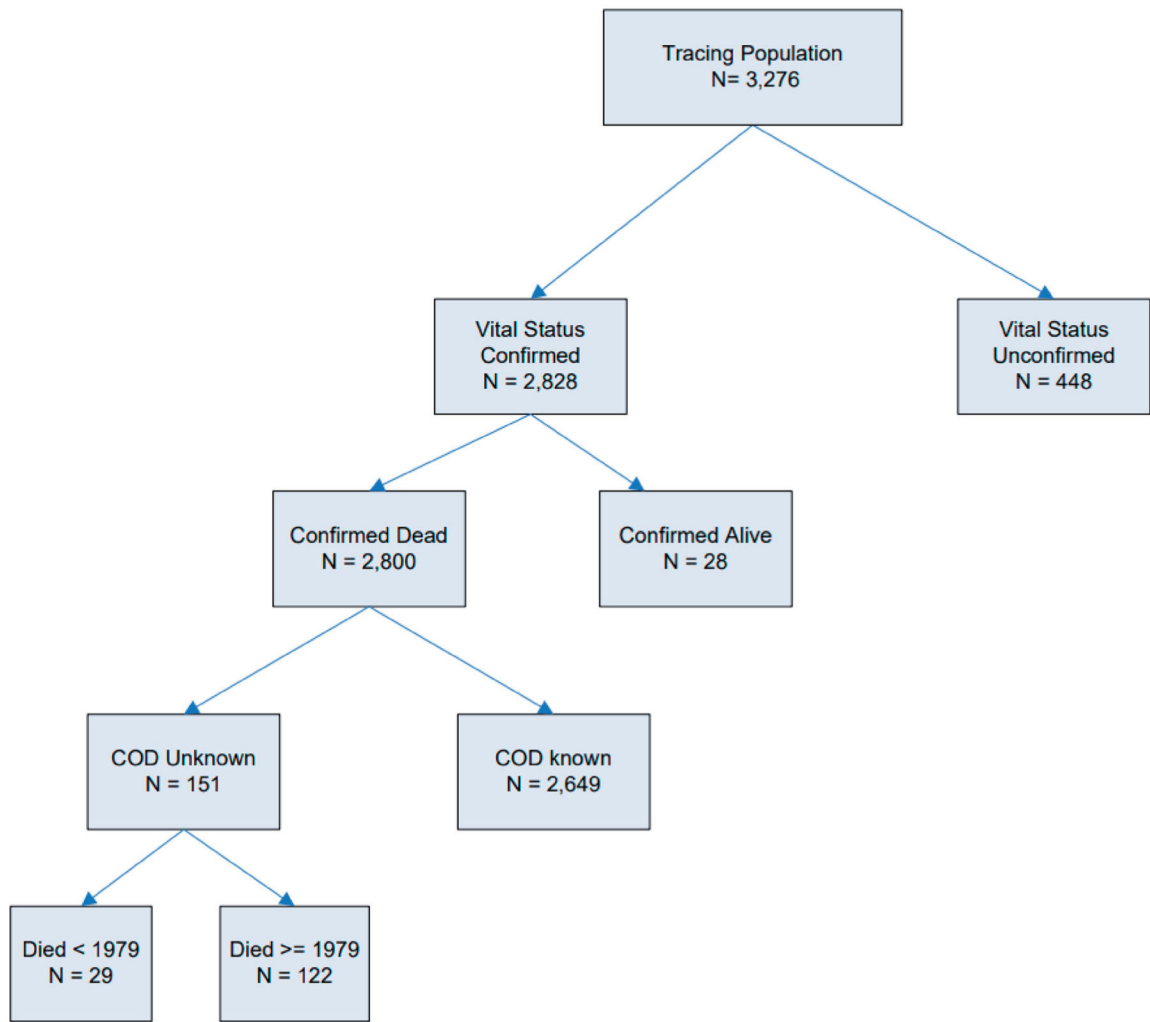 Tracing Population
N= 3,276
Vital Status
Confirmed
N = 2,828
Vital Status
Unconfirmed
N = 448
Confirmed Dead
N = 2,800
Confirmed Alive
N = 28
COD Unknown
N = 151
COD known
N = 2,649
Died < 1979
N = 29
Died >= 1979
N = 122